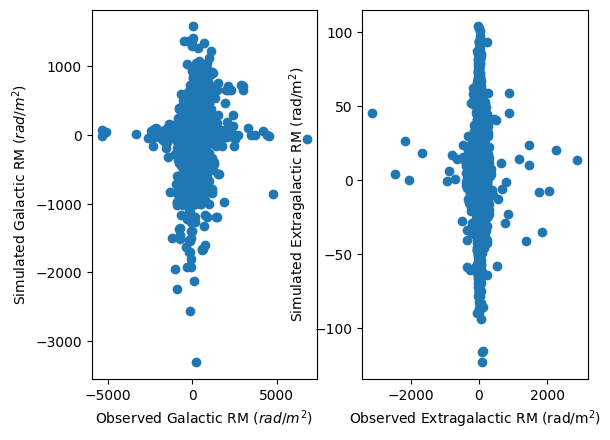 1000
0
−1000
−2000
−3000
Simulated Galactic RM (rad/m²)
−5000 0 5000
Observed Galactic RM (rad/m²)
100
50
0
−50
−100
Simulated Extragalactic RM (rad/m²)
−2000 0 2000
Observed Extragalactic RM (rad/m²)